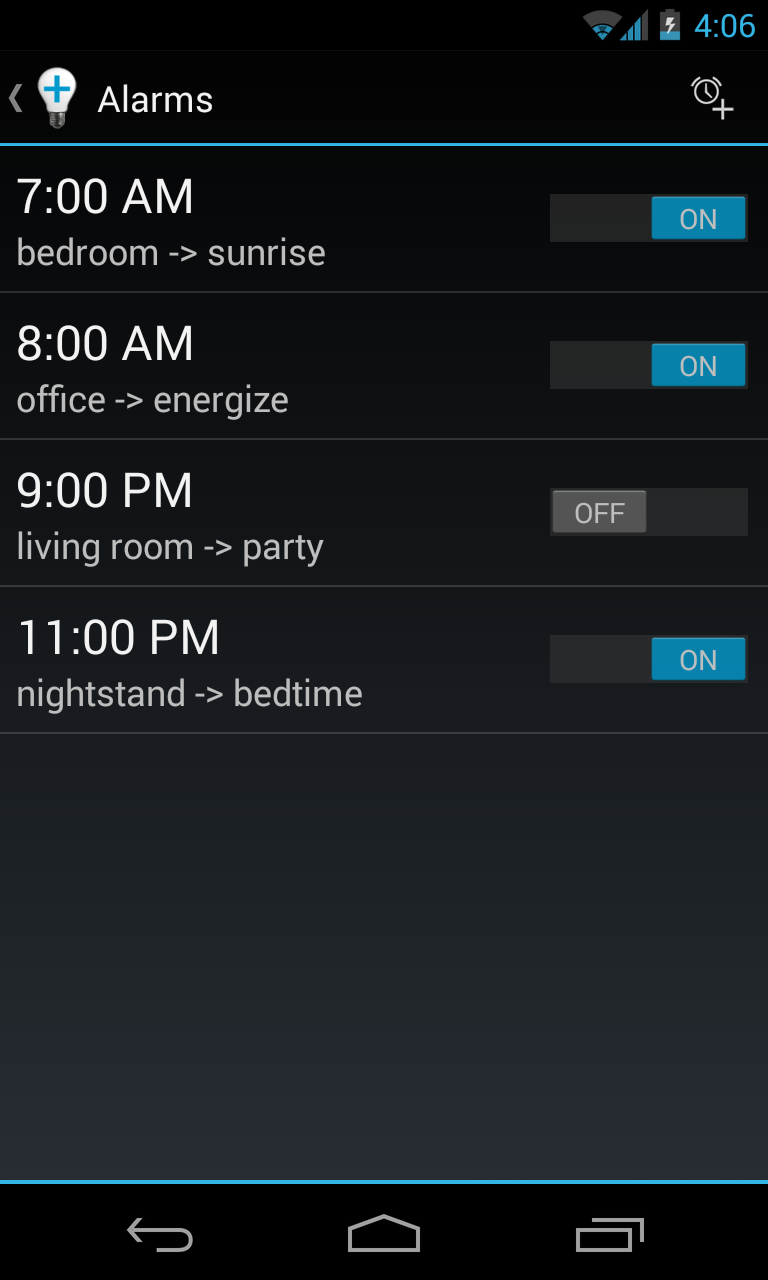 4:06
Alarms
7:00 AM
ON
bedroom -> sunrise
8:00 AM
ON
office -> energize
9:00 PM
OFF
living room -> party
11:00 PM
ON
nightstand -> bedtime